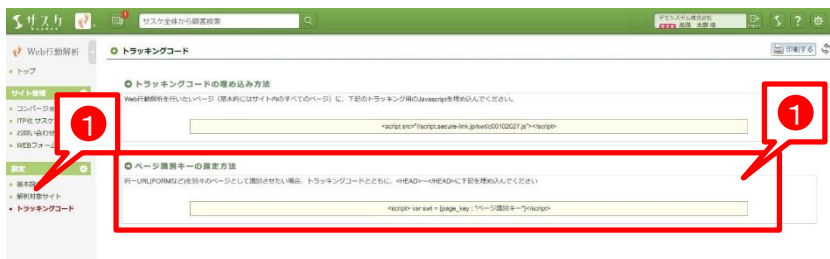 サスケ
サスケ全体から顧客検索
デモシステム株式会社
Web行動解析
トラッキングコード
印刷する
トップ
トラッキングコードの埋め込み方法
Web行動解析を行いたいページ（基本的にはサイト内のすべてのページ）に、下記のトラッキング用のJavascriptを埋め込んでください。
サイト管理
コンバージョ
ITP社 サスケ
お問い合わせ
WEBフォーム
1
1
<script src="//script.secure-link.jp/swt/c00102027.js"></script>
設定
基本設
解析対象サイト
トラッキングコード
ページ識別キーの指定方法
同一URL(FORMなど)を別々のページとして識別させたい場合、トラッキングコードとともに、<HEAD>～<HEAD>に下記を埋め込んでください
<script> var swt = {page_key : "ページ識別キー"}</script>